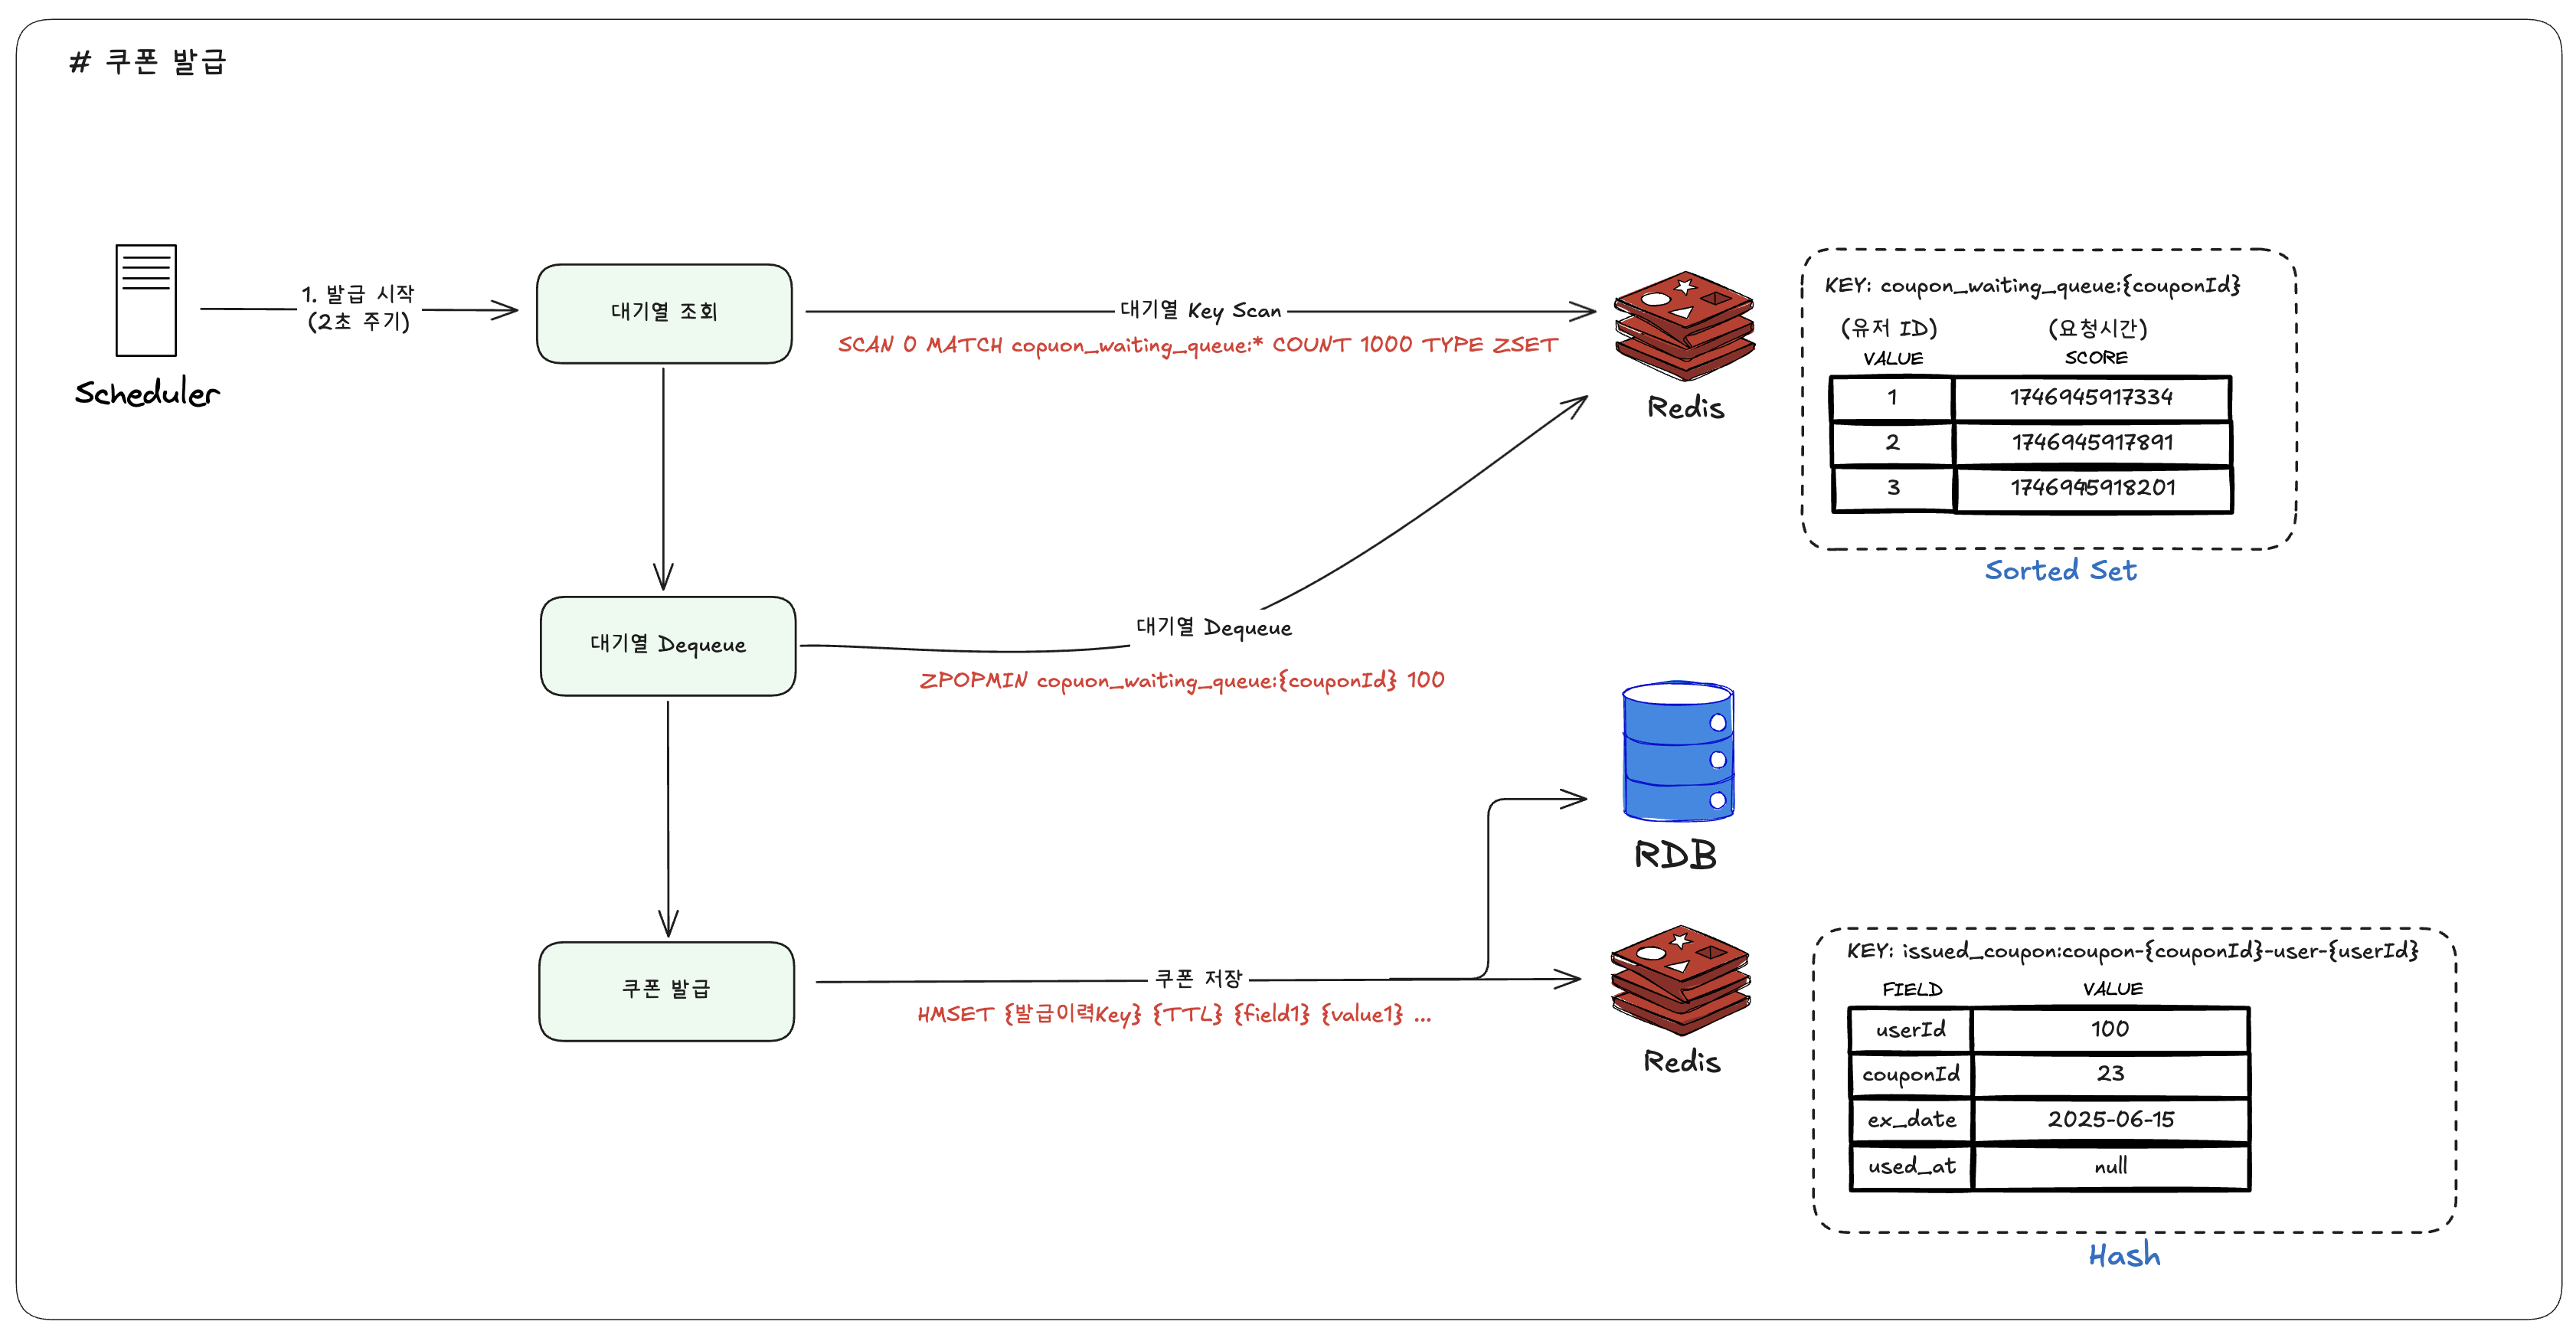 # 쿠폰 발급
1. 발급 시작
(2초 주기)
Scheduler
대기열 조회
대기열 Key Scan
SCAN 0 MATCH copuon_waiting_queue:* COUNT 1000 TYPE ZSET
Redis
KEY: coupon_waiting_queue:{couponId}
(유저 ID) (요청시간)
VALUE SCORE
1 1746945917334
2 1746945917891
3 1746945918201
Sorted Set
대기열 Dequeue
대기열 Dequeue
ZPOPMIN copuon_waiting_queue:{couponId} 100
RDB
쿠폰 발급
쿠폰 저장
HMSET {발급이력Key} {TTL} {field1} {value1} ...
Redis
KEY: issued_coupon:coupon-{couponId}-user-{userId}
FIELD VALUE
userId 100
couponId 23
ex_date 2025-06-15
used_at null
Hash